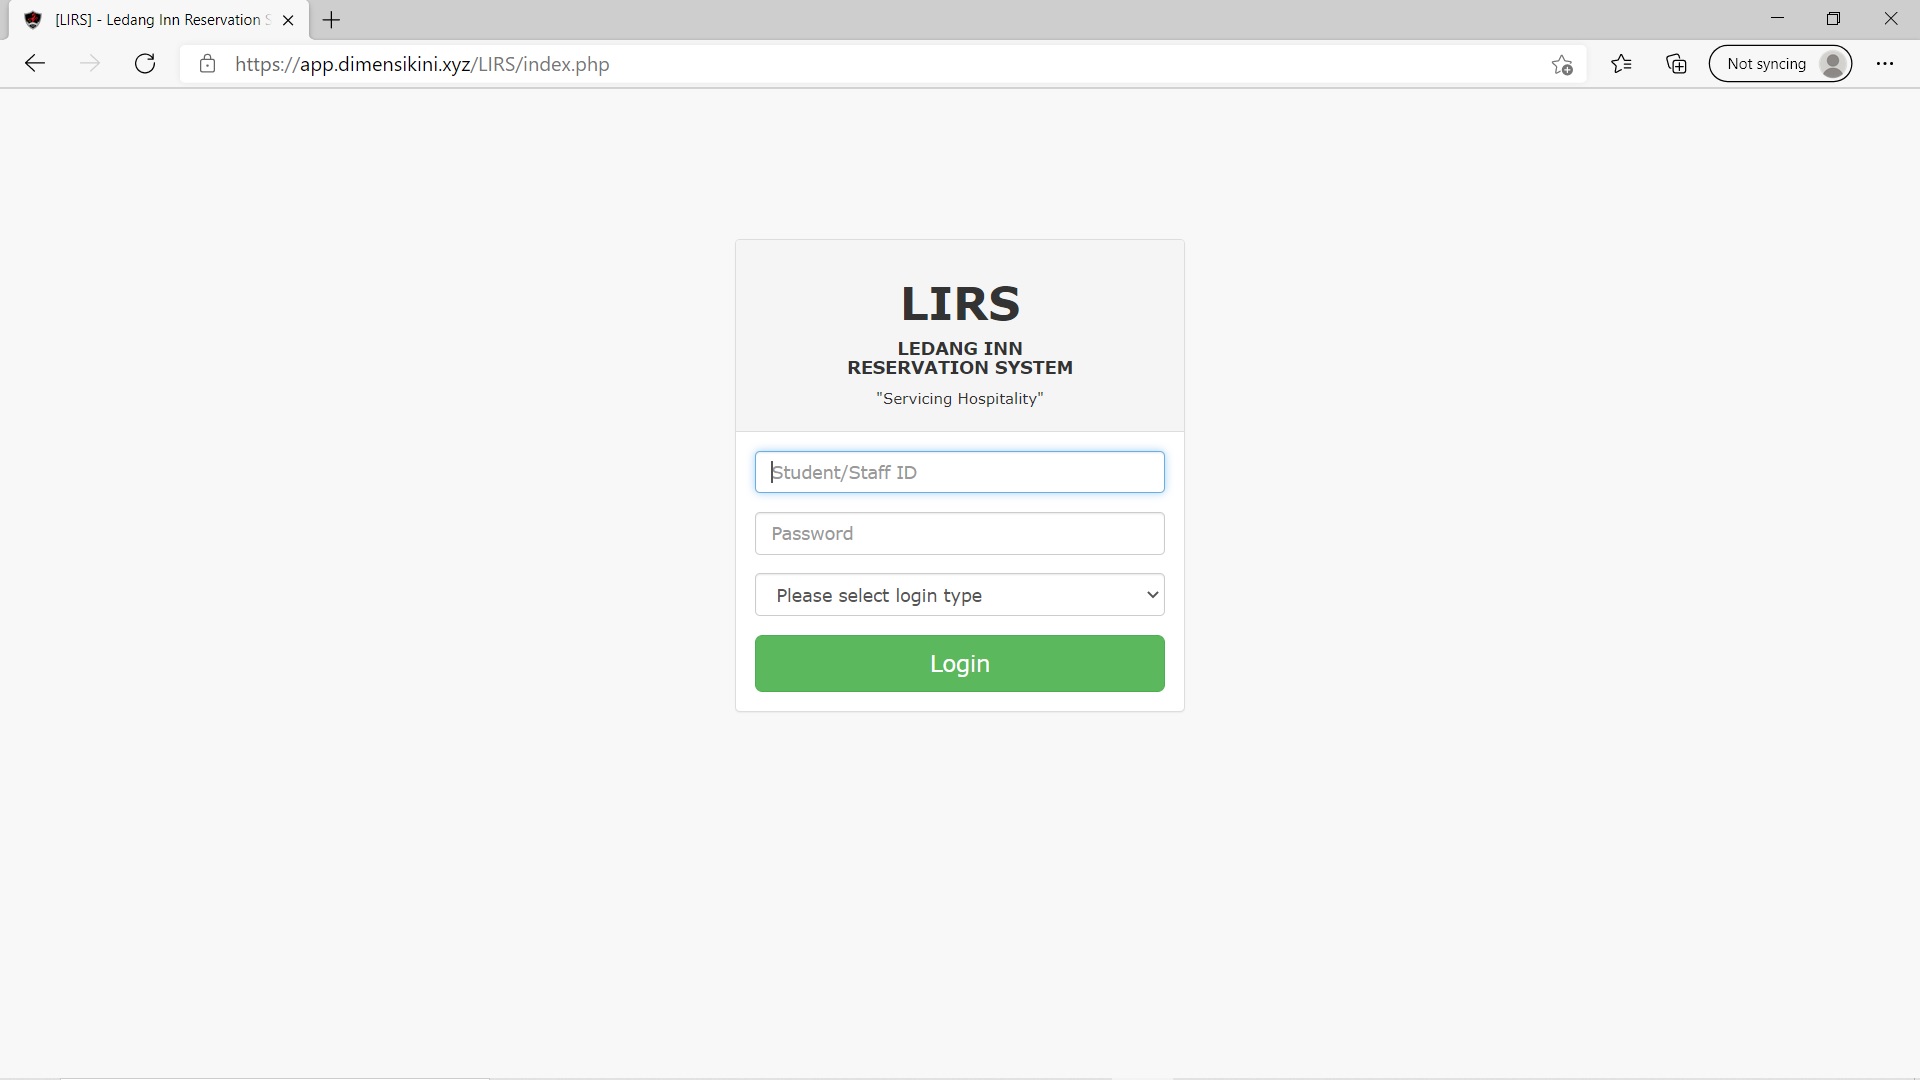 [LIRS] - Ledang Inn Reservation S
https://app.dimensikini.xyz/LIRS/index.php
Not syncing
LIRS
LEDANG INN
RESERVATION SYSTEM
"Servicing Hospitality"
Student/Staff ID
Password
Please select login type
Login